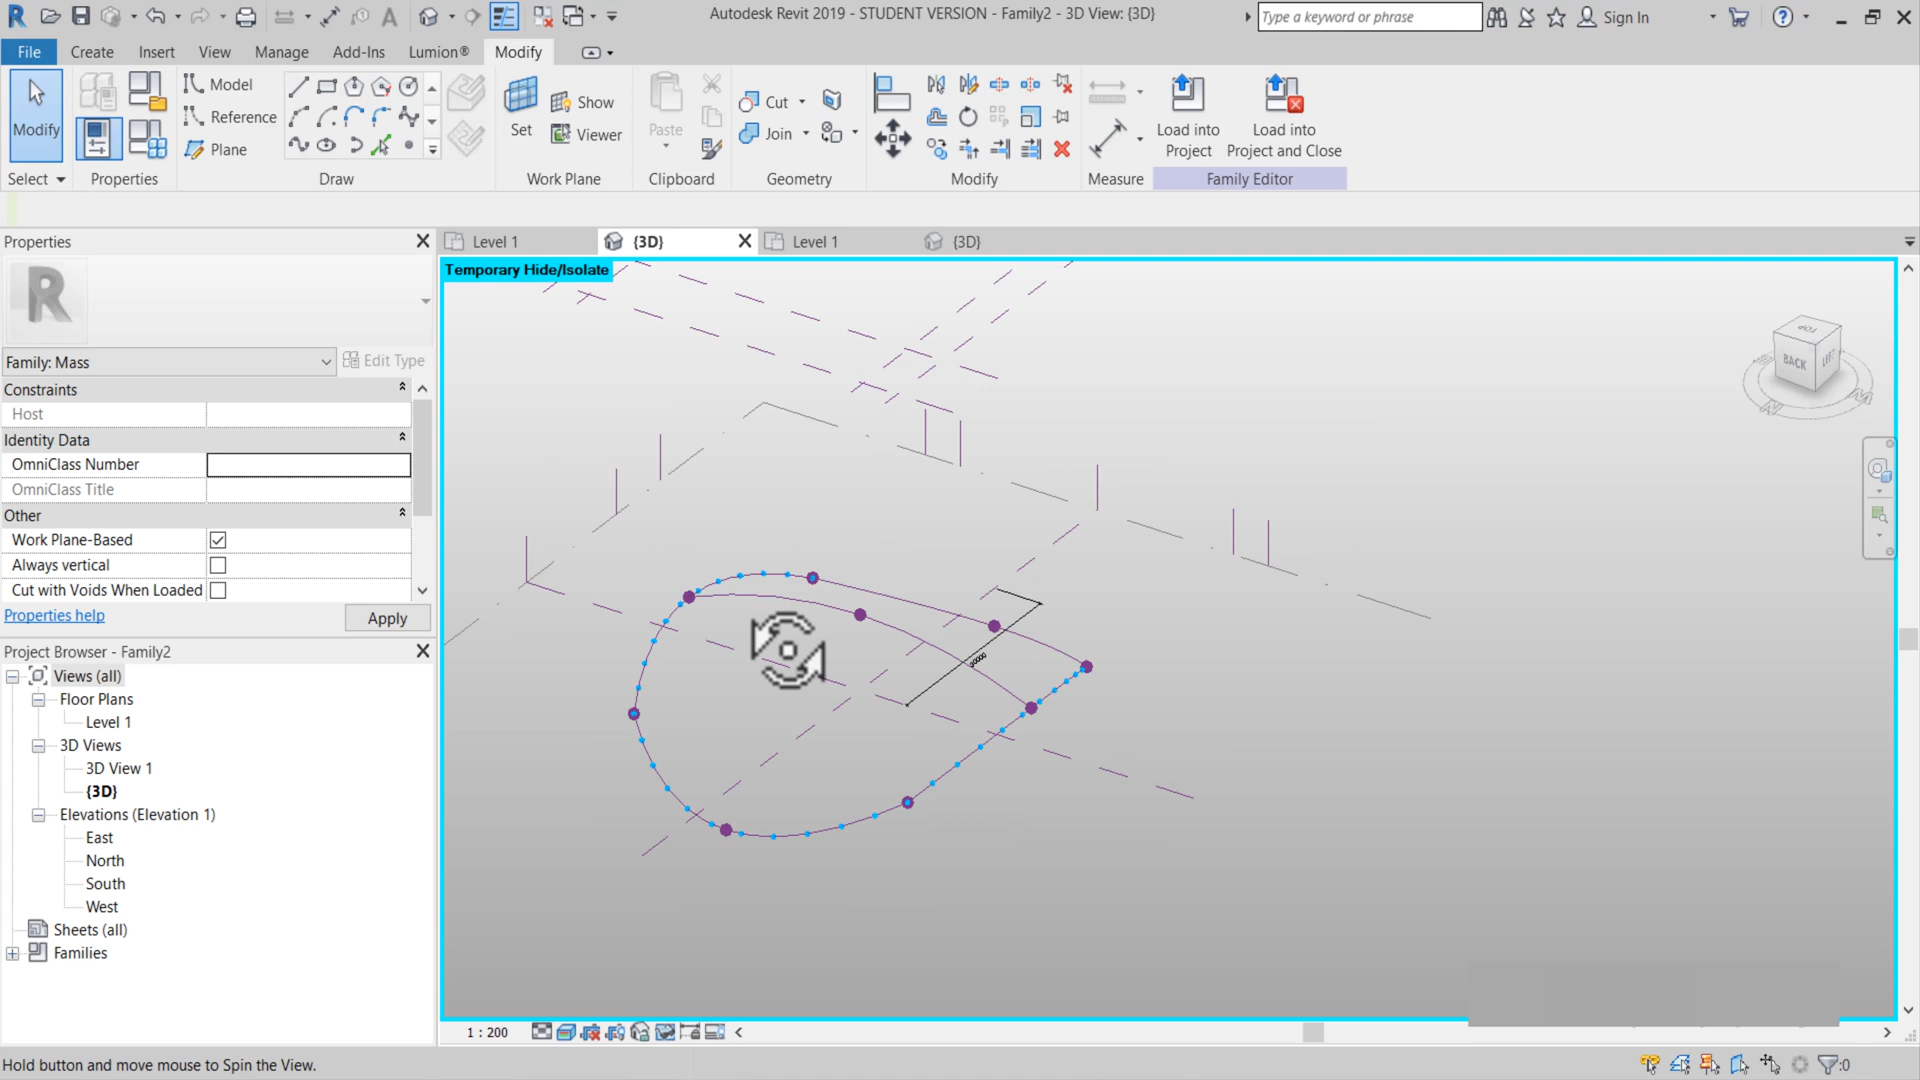 Autodesk Revit 2019 - STUDENT VERSION - Family2 - 3D View: {3D}
Type a keyword or phrase
Sign In
File
Create
Insert
View
Manage
Add-Ins
Lumion®
Modify
Modify
Model
Reference
Plane
Set
Show
Viewer
Paste
Cut
Join
Load into
Project
Load into
Project and Close
Select
Properties
Draw
Work Plane
Clipboard
Geometry
Modify
Measure
Family Editor
Properties
Level 1
{3D}
Level 1
{3D}
Temporary Hide/Isolate
Family: Mass
Edit Type
Constraints
Host
Identity Data
OmniClass Number
OmniClass Title
Other
Work Plane-Based
Always vertical
Cut with Voids When Loaded
Properties help
Apply
TOP
BACK
LEFT
Project Browser - Family2
Views (all)
Floor Plans
Level 1
3D Views
3D View 1
{3D}
Elevations (Elevation 1)
East
North
South
West
Sheets (all)
Families
1 : 200
Hold button and move mouse to Spin the View.
:0